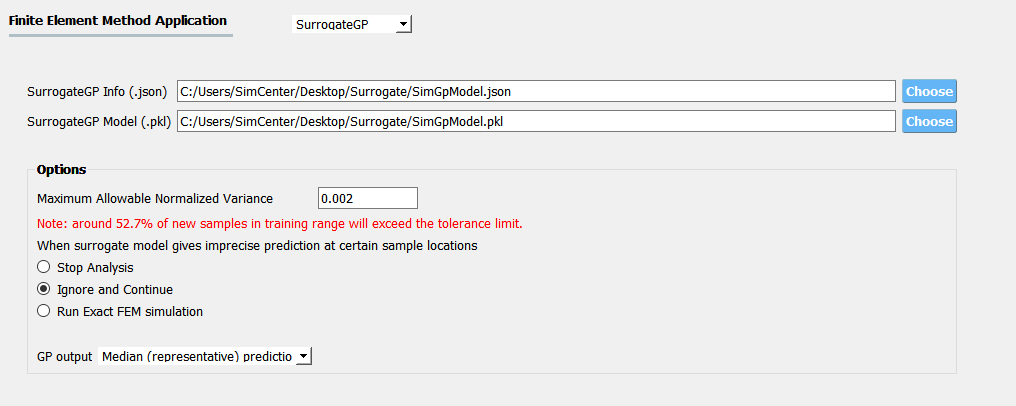 Finite Element Method Application SurrogateGP
SurrogateGP Info (.json) C:/Users/SimCenter/Desktop/Surrogate/SimGpModel.json Choose
SurrogateGP Model (.pkl) C:/Users/SimCenter/Desktop/Surrogate/SimGpModel.pkl Choose
Options
Maximum Allowable Normalized Variance 0.002
Note: around 52.7% of new samples in training range will exceed the tolerance limit.
When surrogate model gives imprecise prediction at certain sample locations
Stop Analysis
Ignore and Continue
Run Exact FEM simulation
GP output Median (representative) predictio